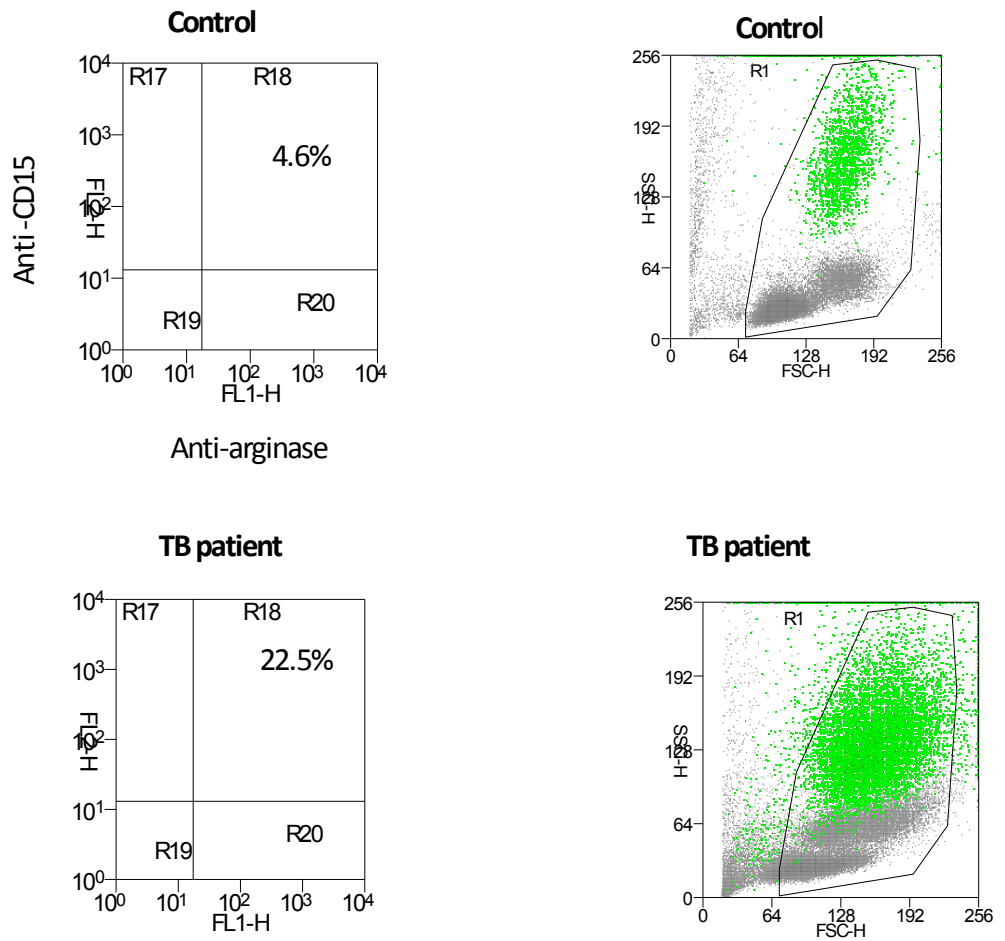 Control
10⁴
R17
R18
10³
4.6%
Anti-CD15
FL2-H
10²
10¹
R19
R20
10⁰
10⁰ 10¹ 10² 10³ 10⁴
FL1-H
Anti-arginase
Control
256
R1
192
SSC-H
128
64
0
0 64 128 192 256
FSC-H
TB patient
10⁴
R17
R18
22.5%
10³
FL2-H
10²
10¹
R19
R20
10⁰
10⁰ 10¹ 10² 10³ 10⁴
FL1-H
TB patient
256
R1
192
SSC-H
128
64
0
0 64 128 192 256
FSC-H